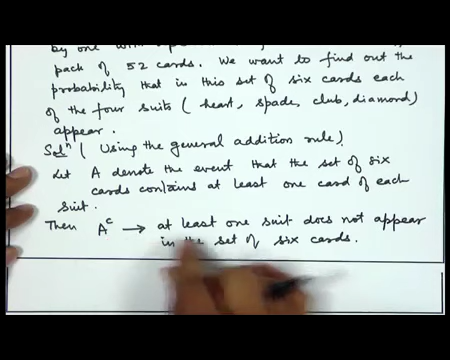 by one with
pack of 52 cards. We want to find out the
probability that in this set of six cards each
of the four suits (heart, spade, club, diamond)
appear.
Solⁿ (Using the general addition rule)
Let A denote the event that the set of six
cards contains at least one card of each
suit.
Then Aᶜ → at least one suit does not appear
in the set of six cards.